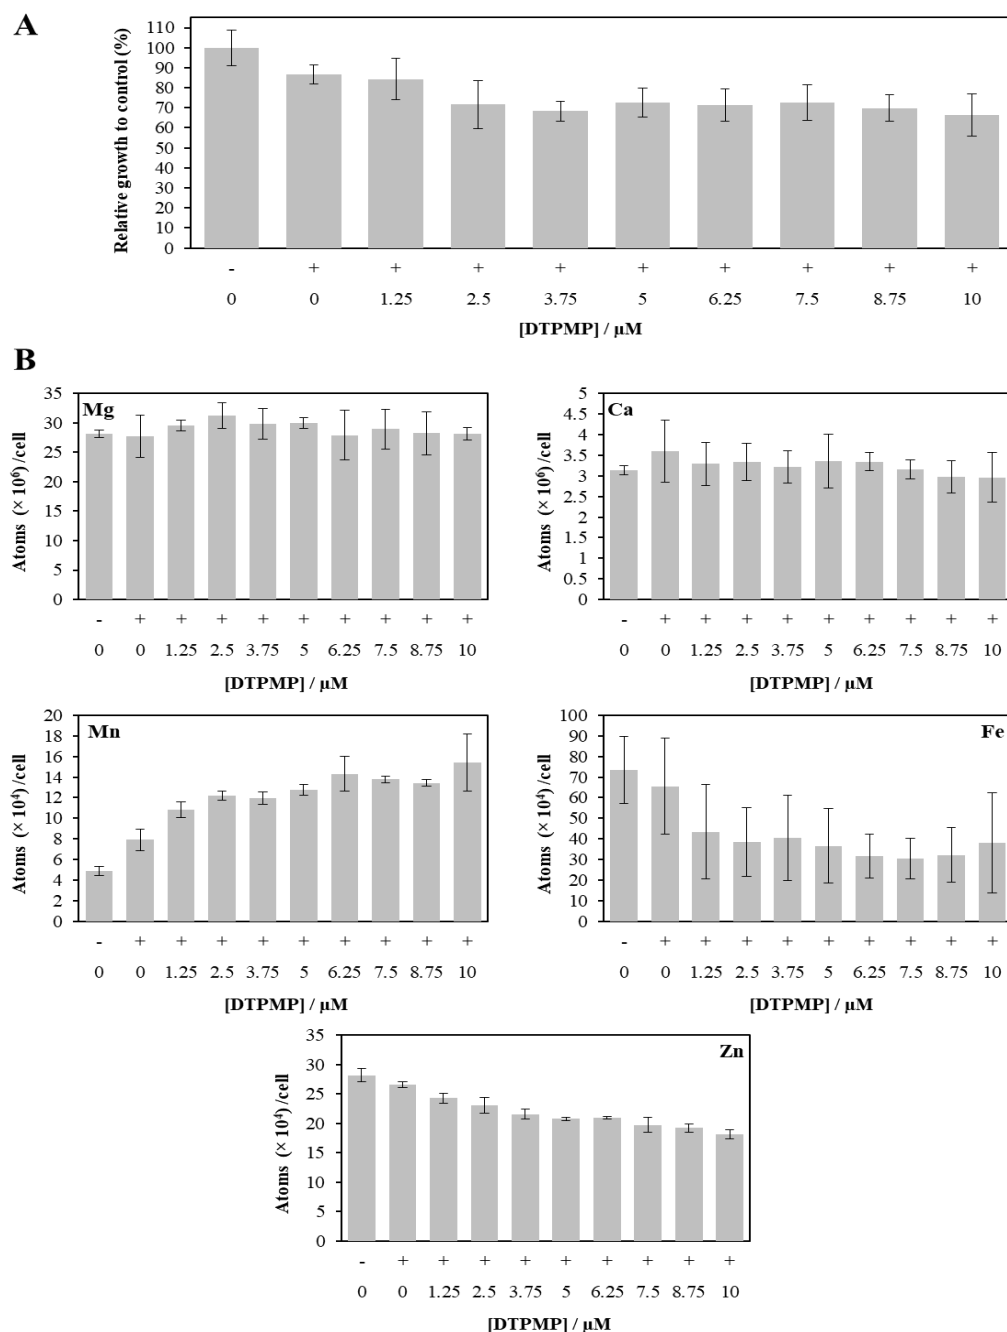 A
Relative growth to control (%)
110
100
90
80
70
60
50
40
30
20
10
0
- + + + + + + + + +
0 0 1.25 2.5 3.75 5 6.25 7.5 8.75 10
[DTPMP] / µM
B
Mg
Atoms (× 10⁶) /cell
35
30
25
20
15
10
5
0
- + + + + + + + + +
0 0 1.25 2.5 3.75 5 6.25 7.5 8.75 10
[DTPMP] / µM
Ca
Atoms (× 10⁶) /cell
5
4.5
4
3.5
3
2.5
2
1.5
1
0.5
0
- + + + + + + + + +
0 0 1.25 2.5 3.75 5 6.25 7.5 8.75 10
[DTPMP] / µM
Mn
Atoms (× 10⁴) /cell
20
18
16
14
12
10
8
6
4
2
0
- + + + + + + + + +
0 0 1.25 2.5 3.75 5 6.25 7.5 8.75 10
[DTPMP] / µM
Fe
Atoms (× 10⁴) /cell
100
90
80
70
60
50
40
30
20
10
0
- + + + + + + + + +
0 0 1.25 2.5 3.75 5 6.25 7.5 8.75 10
[DTPMP] / µM
Zn
Atoms (× 10⁴) /cell
35
30
25
20
15
10
5
0
- + + + + + + + + +
0 0 1.25 2.5 3.75 5 6.25 7.5 8.75 10
[DTPMP] / µM